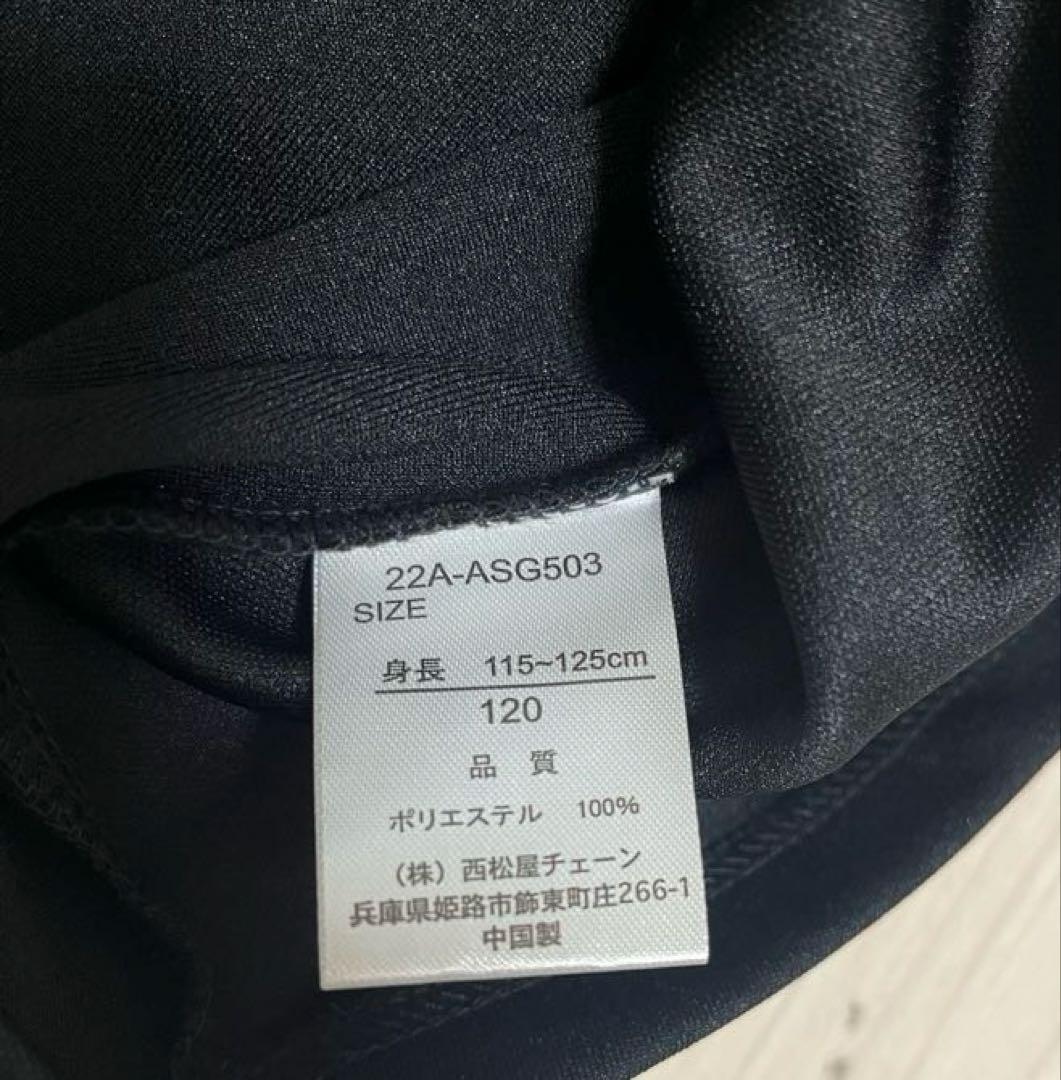 22A-ASG503
SIZE
身長 115~125cm
120
品 質
ポリエステル 100%
（株）西松屋チェーン
兵庫県姫路市飾東町庄266-1
中国製